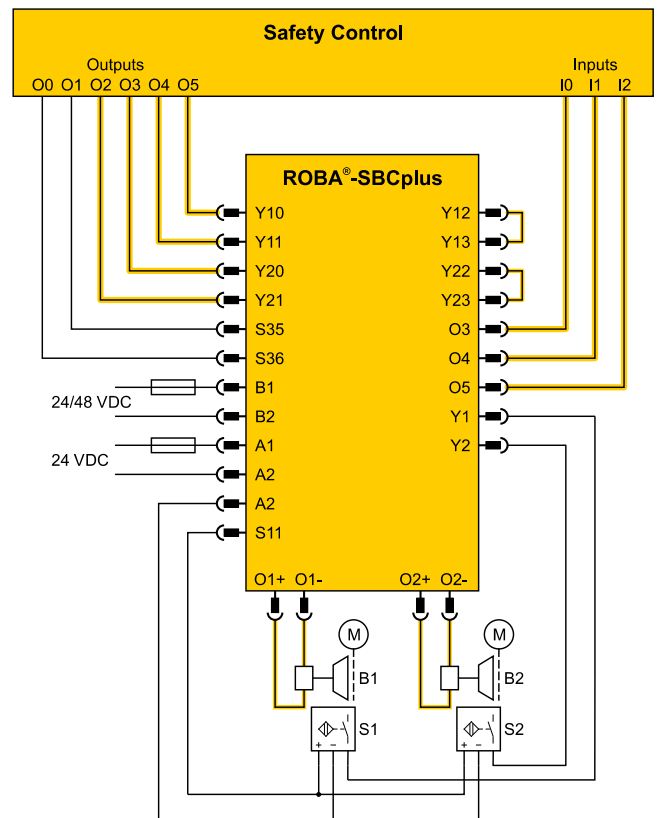 Safety Control
Outputs Inputs
O0 O1 O2 O3 O4 O5 I0 I1 I2
ROBA®-SBCplus
Y10 Y12
Y11 Y13
Y20 Y22
Y21 Y23
S35 O3
S36 O4
B1 O5
24/48 VDC
B2 Y1
A1 Y2
24 VDC
A2
A2
S11
O1+ O1- O2+ O2-
M M
B1 B2
S1 S2
+ − + −